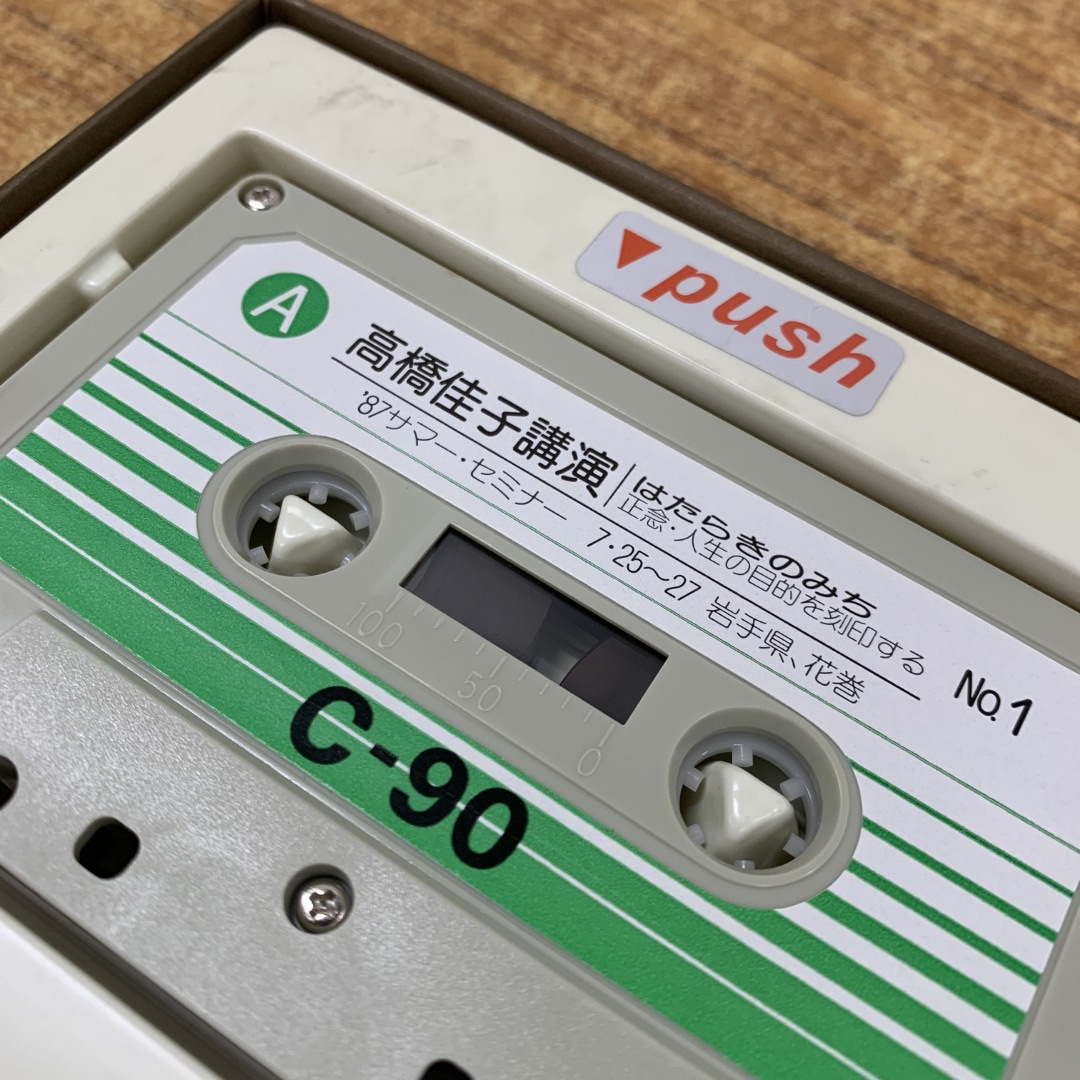 ▼push
A
高橋佳子講演
はたらきのみち
正念・人生の目的を刻印する
'87サマー・セミナー 7・25〜27 岩手県、花巻
No.1
100 50 0
C-90